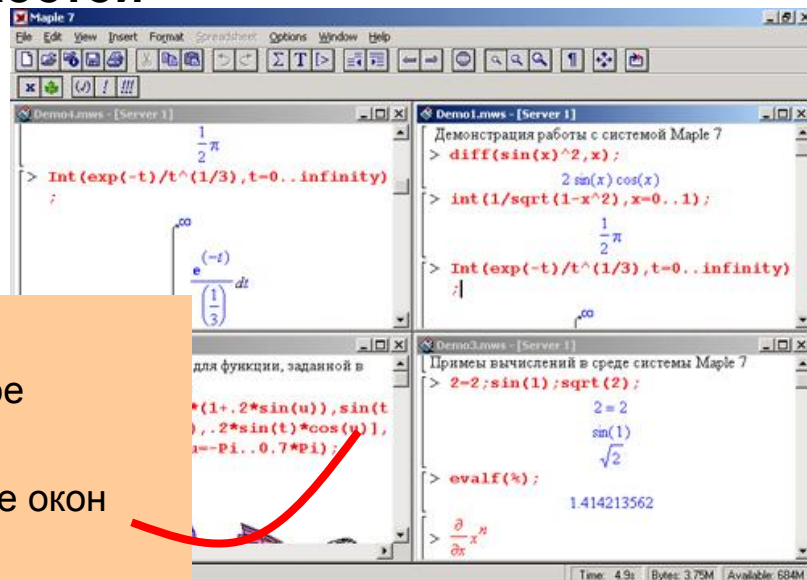 Maple 7
File Edit View Insert Format Spreadsheet Options Window Help
Demo4.mws - [Server 1]
1/2 π
> Int(exp(-t)/t^(1/3),t=0..infinity)
;
∞
e^(-t)
dt
(1/3)
Demo1.mws - [Server 1]
Демонстрация работы с системой Maple 7
> diff(sin(x)^2,x);
2 sin(x) cos(x)
> int(1/sqrt(1-x^2),x=0..1);
1/2 π
> Int(exp(-t)/t^(1/3),t=0..infinity)
;
∞
для функции, заданной в
*(1+.2*sin(u)),sin(t
),.2*sin(t)*cos(u)],
u=-Pi..0.7*Pi);
е окон
Demo3.mws - [Server 1]
Примеы вычислений в среде системы Maple 7
> 2=2;sin(1);sqrt(2);
2 = 2
sin(1)
√2
> evalf(%);
1.414213562
> ∂/∂x x^n
Time: 4.9s Bytes: 3.75M Available: 684M